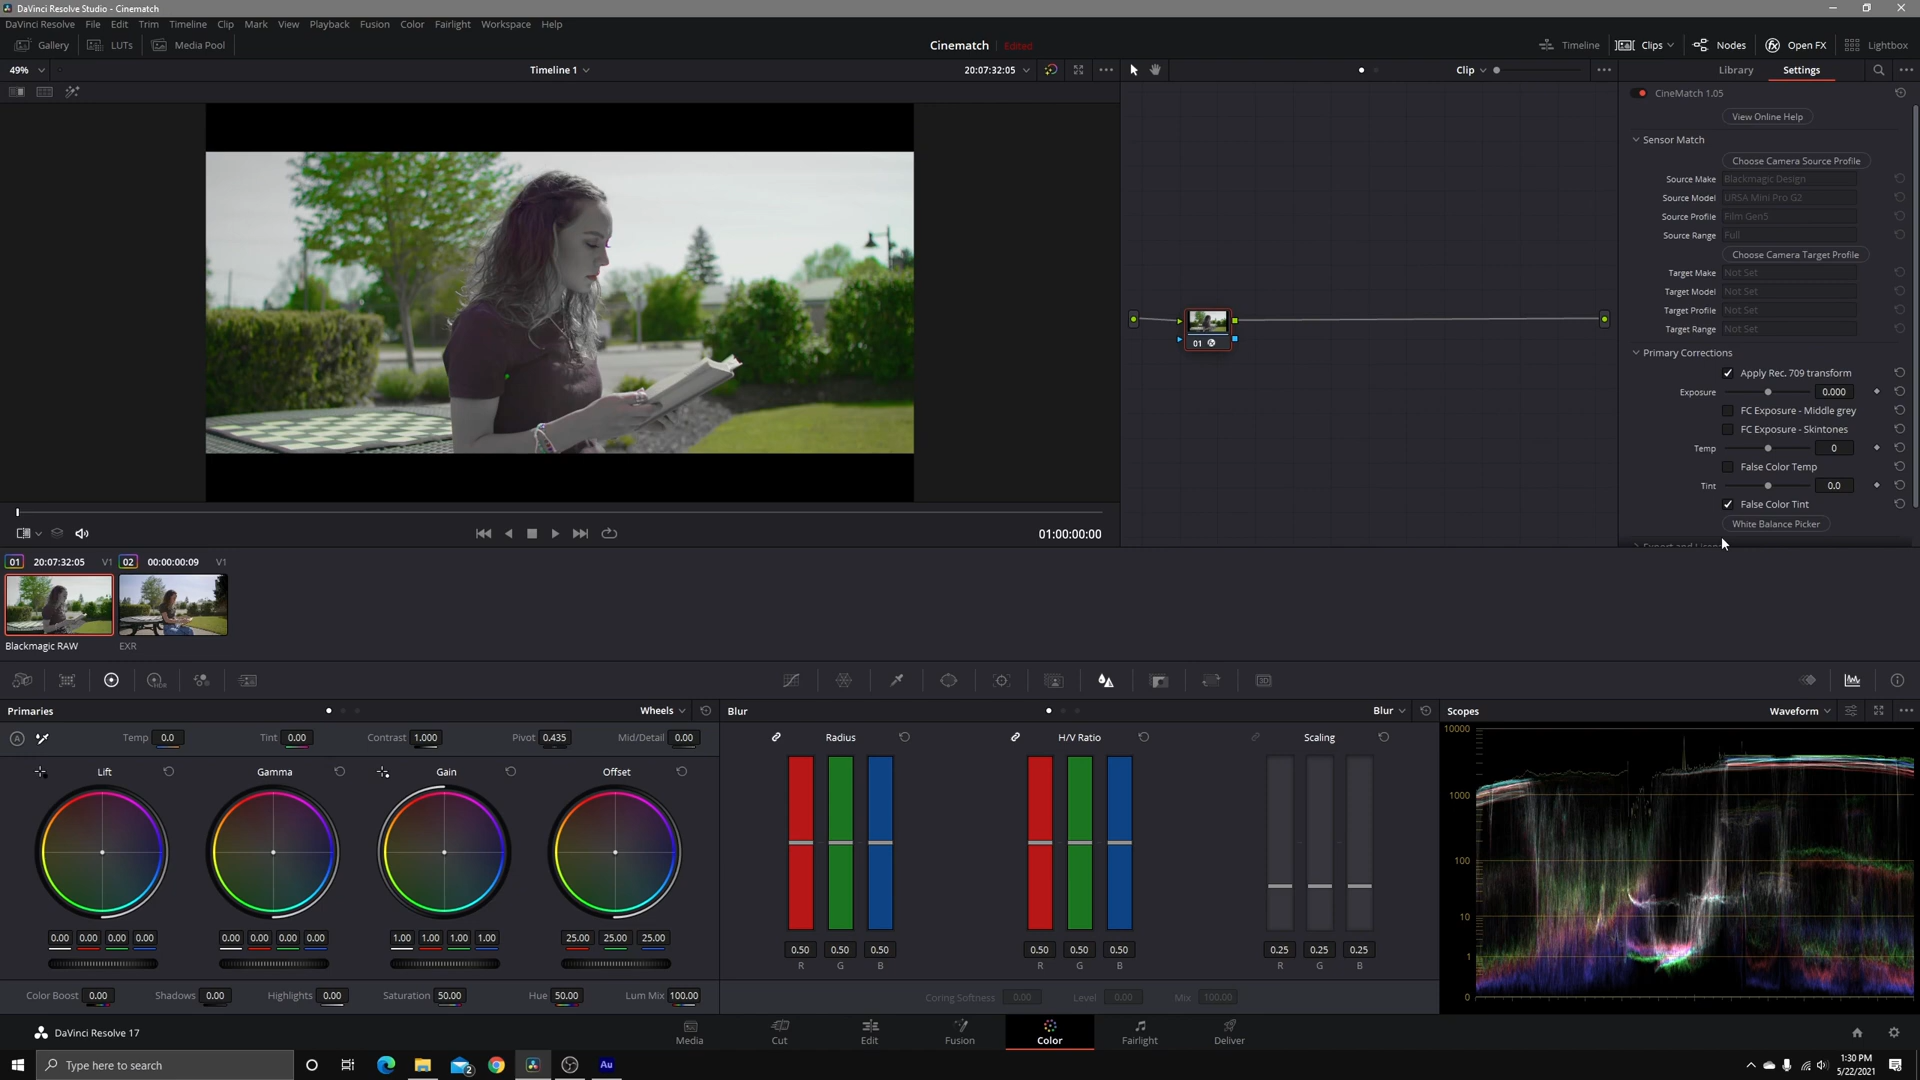 DaVinci Resolve Studio - Cinematch
DaVinci Resolve File Edit Trim Timeline Clip Mark View Playback Fusion Color Fairlight Workspace Help
Gallery LUTs Media Pool Cinematch Edited Timeline Clips Nodes Open FX Lightbox
49% Timeline 1 20:07:32:05 Clip Library Settings
CineMatch 1.05
View Online Help
Sensor Match
Choose Camera Source Profile
Source Make Blackmagic Design
Source Model URSA Mini Pro G2
Source Profile Film Gen5
Source Range Full
Choose Camera Target Profile
Target Make Not Set
Target Model Not Set
Target Profile Not Set
Target Range Not Set
Primary Corrections
Apply Rec. 709 transform
Exposure 0.000
FC Exposure - Middle grey
FC Exposure - Skintones
Temp 0
False Color Temp
Tint 0.0
False Color Tint
White Balance Picker
01
01:00:00:00
01 20:07:32:05 V1 02 00:00:00:09 V1
Blackmagic RAW EXR
Primaries Wheels Blur Blur Scopes Waveform
Temp 0.0 Tint 0.00 Contrast 1.000 Pivot 0.435 Mid/Detail 0.00
Radius H/V Ratio Scaling
Lift Gamma Gain Offset
0.00 0.00 0.00 0.00 0.00 0.00 0.00 0.00 1.00 1.00 1.00 1.00 25.00 25.00 25.00
0.50 0.50 0.50 0.50 0.50 0.50 0.25 0.25 0.25
R G B R G B R G B
Color Boost 0.00 Shadows 0.00 Highlights 0.00 Saturation 50.00 Hue 50.00 Lum Mix 100.00
Coring Softness 0.00 Level 0.00 Mix 100.00
10000
1000
100
10
1
0
DaVinci Resolve 17
Media Cut Edit Fusion Color Fairlight Deliver
Type here to search
2
Au
1:30 PM
5/22/2021